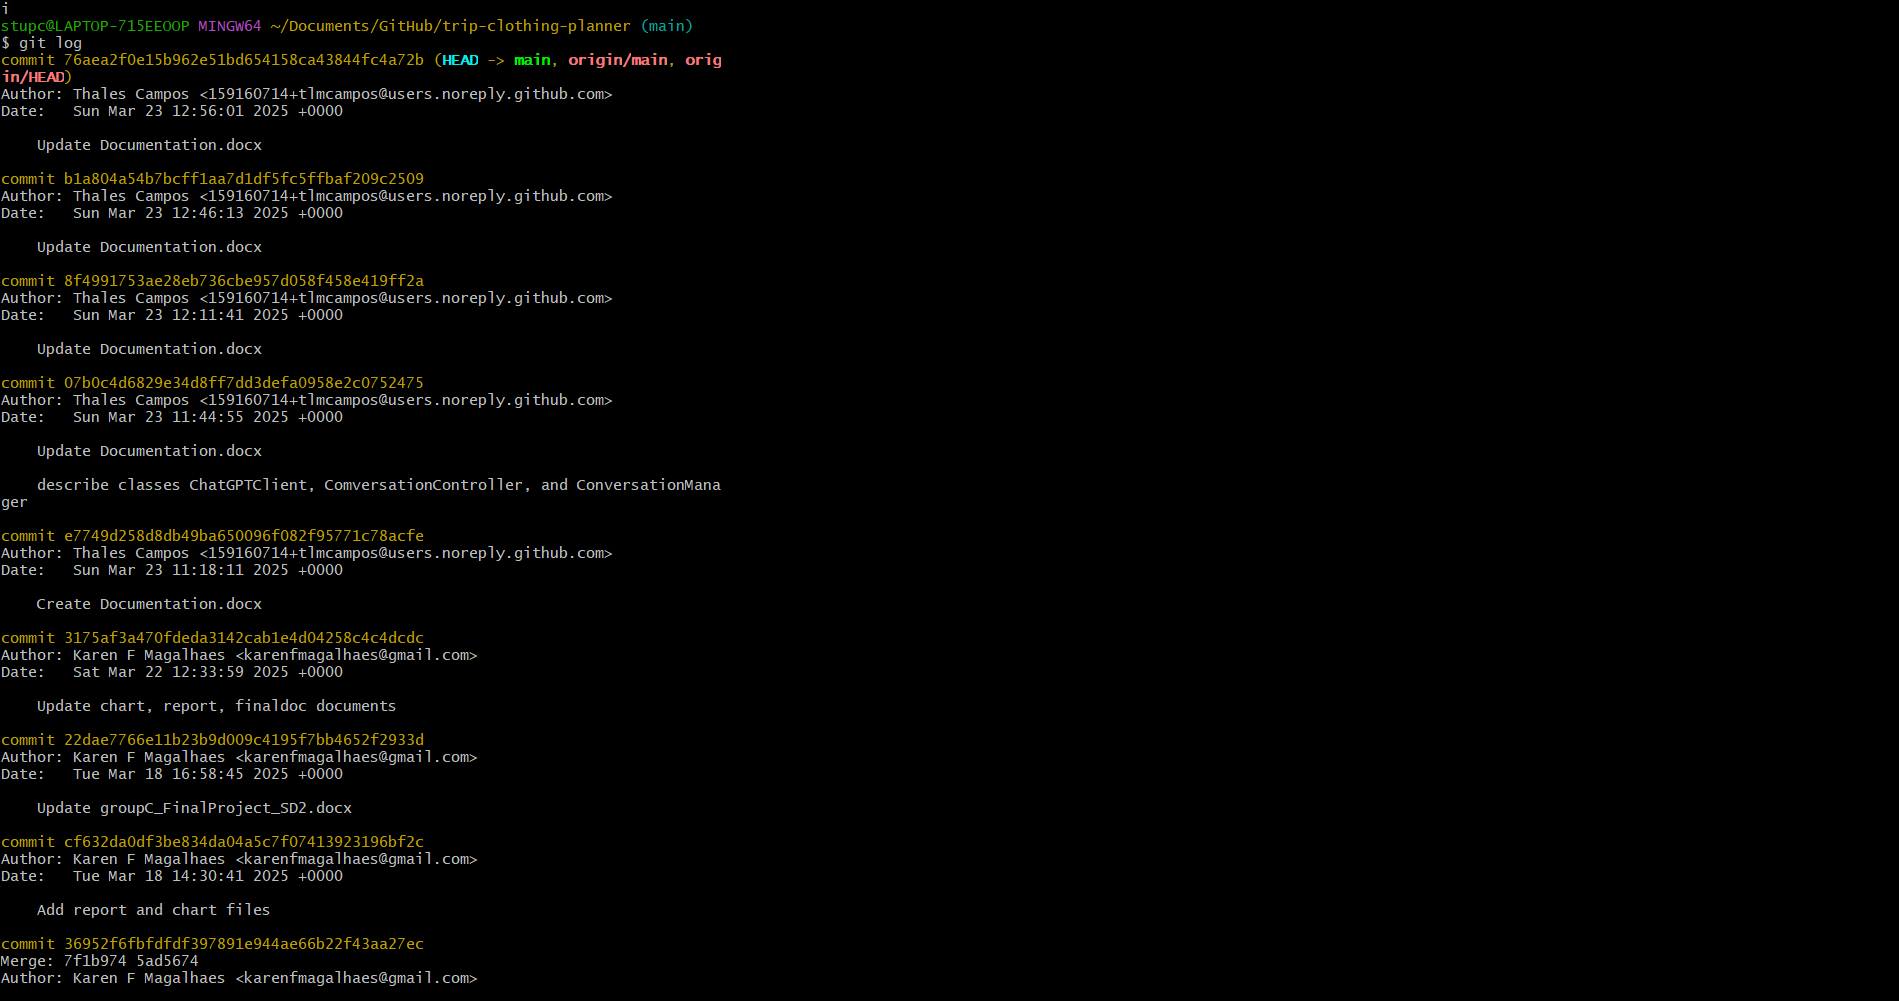 i
stupc@LAPTOP-715EEOOP MINGW64 ~/Documents/GitHub/trip-clothing-planner (main)
$ git log
commit 76aea2f0e15b962e51bd654158ca43844fc4a72b (HEAD -> main, origin/main, orig
in/HEAD)
Author: Thales Campos <159160714+tlmcampos@users.noreply.github.com>
Date:   Sun Mar 23 12:56:01 2025 +0000
    Update Documentation.docx
commit b1a804a54b7bcff1aa7d1df5fc5ffbaf209c2509
Author: Thales Campos <159160714+tlmcampos@users.noreply.github.com>
Date:   Sun Mar 23 12:46:13 2025 +0000
    Update Documentation.docx
commit 8f4991753ae28eb736cbe957d058f458e419ff2a
Author: Thales Campos <159160714+tlmcampos@users.noreply.github.com>
Date:   Sun Mar 23 12:11:41 2025 +0000
    Update Documentation.docx
commit 07b0c4d6829e34d8ff7dd3defa0958e2c0752475
Author: Thales Campos <159160714+tlmcampos@users.noreply.github.com>
Date:   Sun Mar 23 11:44:55 2025 +0000
    Update Documentation.docx
    describe classes ChatGPTClient, ComversationController, and ConversationMana
ger
commit e7749d258d8db49ba650096f082f95771c78acfe
Author: Thales Campos <159160714+tlmcampos@users.noreply.github.com>
Date:   Sun Mar 23 11:18:11 2025 +0000
    Create Documentation.docx
commit 3175af3a470fdeda3142cab1e4d04258c4c4dcdc
Author: Karen F Magalhaes <karenfmagalhaes@gmail.com>
Date:   Sat Mar 22 12:33:59 2025 +0000
    Update chart, report, finaldoc documents
commit 22dae7766e11b23b9d009c4195f7bb4652f2933d
Author: Karen F Magalhaes <karenfmagalhaes@gmail.com>
Date:   Tue Mar 18 16:58:45 2025 +0000
    Update groupC_FinalProject_SD2.docx
commit cf632da0df3be834da04a5c7f07413923196bf2c
Author: Karen F Magalhaes <karenfmagalhaes@gmail.com>
Date:   Tue Mar 18 14:30:41 2025 +0000
    Add report and chart files
commit 36952f6fbfdfdf397891e944ae66b22f43aa27ec
Merge: 7f1b974 5ad5674
Author: Karen F Magalhaes <karenfmagalhaes@gmail.com>